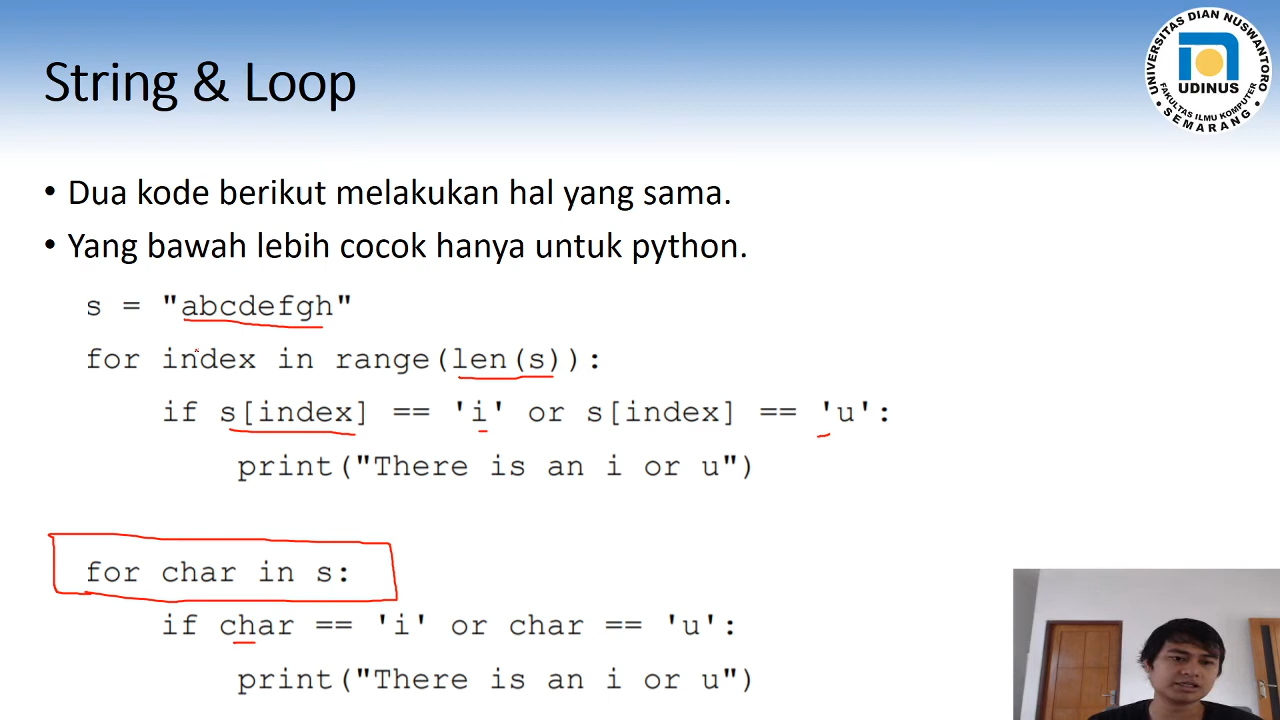 String & Loop
UNIVERSITAS DIAN NUSWANTORO
UDINUS
FAKULTAS ILMU KOMPUTER
SEMARANG
• Dua kode berikut melakukan hal yang sama.
• Yang bawah lebih cocok hanya untuk python.
s = "abcdefgh"
for index in range(len(s)):
if s[index] == 'i' or s[index] == 'u':
print("There is an i or u")
for char in s:
if char == 'i' or char == 'u':
print("There is an i or u")